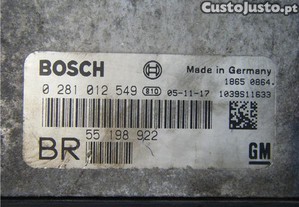 CustoJusto.pt
BOSCH
Made in Germany
1865 0864.
0 281 012 549 810 05-11-17 1039S11633
BR 55 198 922
GM